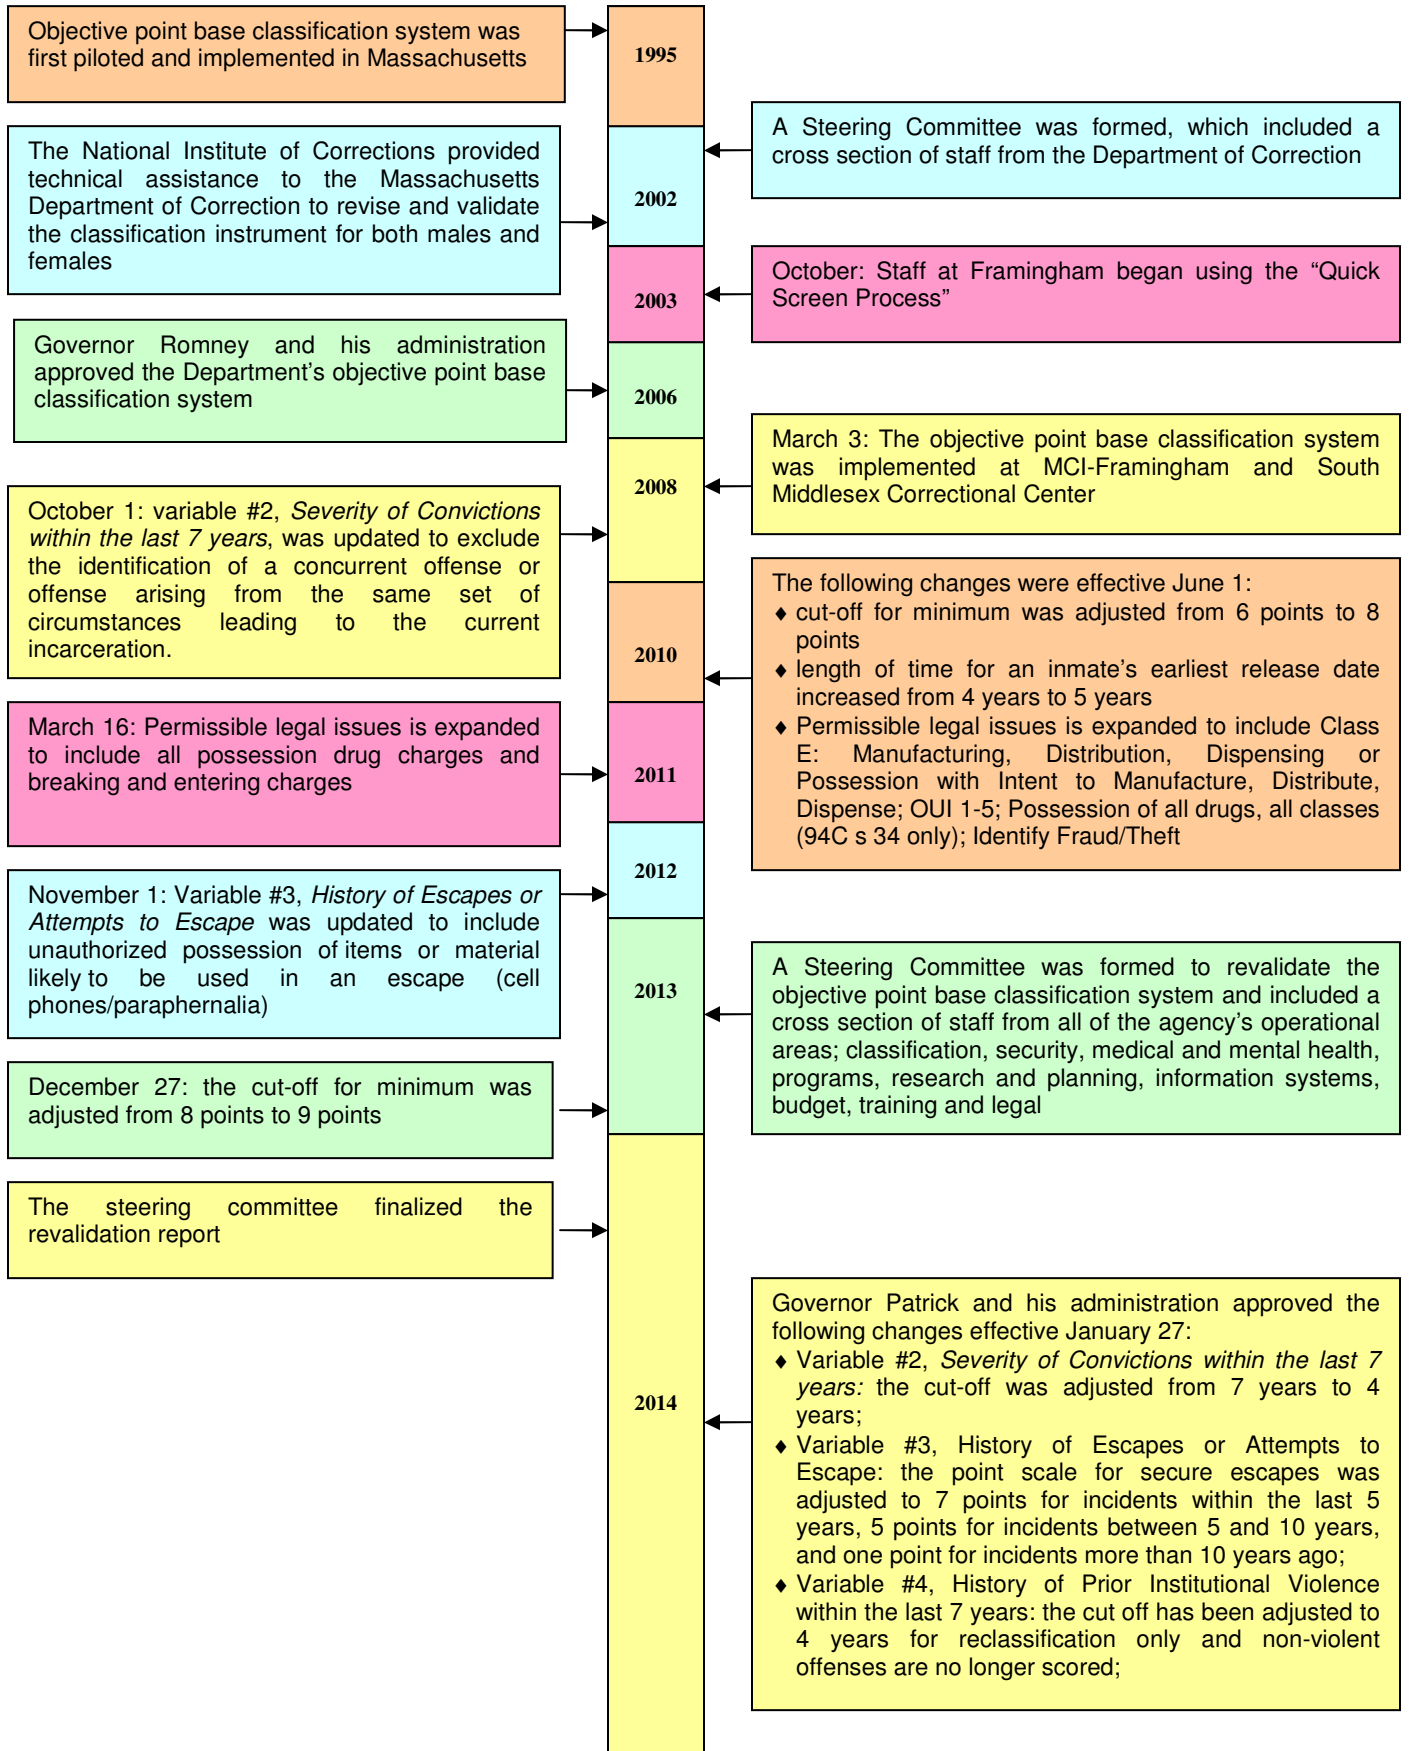 Objective point base classification system was
first piloted and implemented in Massachusetts
1995
A Steering Committee was formed, which included a
cross section of staff from the Department of Correction
The National Institute of Corrections provided
technical assistance to the Massachusetts
Department of Correction to revise and validate
the classification instrument for both males and
females
2002
October: Staff at Framingham began using the “Quick
Screen Process”
2003
Governor Romney and his administration
approved the Department’s objective point base
classification system
2006
March 3: The objective point base classification system
was implemented at MCI-Framingham and South
Middlesex Correctional Center
2008
October 1: variable #2, Severity of Convictions
within the last 7 years, was updated to exclude
the identification of a concurrent offense or
offense arising from the same set of
circumstances leading to the current
incarceration.
The following changes were effective June 1:
♦ cut-off for minimum was adjusted from 6 points to 8
points
♦ length of time for an inmate’s earliest release date
increased from 4 years to 5 years
♦ Permissible legal issues is expanded to include Class
E: Manufacturing, Distribution, Dispensing or
Possession with Intent to Manufacture, Distribute,
Dispense; OUI 1-5; Possession of all drugs, all classes
(94C s 34 only); Identify Fraud/Theft
2010
March 16: Permissible legal issues is expanded
to include all possession drug charges and
breaking and entering charges
2011
2012
November 1: Variable #3, History of Escapes or
Attempts to Escape was updated to include
unauthorized possession of items or material
likely to be used in an escape (cell
phones/paraphernalia)
A Steering Committee was formed to revalidate the
objective point base classification system and included a
cross section of staff from all of the agency’s operational
areas; classification, security, medical and mental health,
programs, research and planning, information systems,
budget, training and legal
2013
December 27: the cut-off for minimum was
adjusted from 8 points to 9 points
The steering committee finalized the
revalidation report
2014
Governor Patrick and his administration approved the
following changes effective January 27:
♦ Variable #2, Severity of Convictions within the last 7
years: the cut-off was adjusted from 7 years to 4
years;
♦ Variable #3, History of Escapes or Attempts to
Escape: the point scale for secure escapes was
adjusted to 7 points for incidents within the last 5
years, 5 points for incidents between 5 and 10 years,
and one point for incidents more than 10 years ago;
♦ Variable #4, History of Prior Institutional Violence
within the last 7 years: the cut off has been adjusted to
4 years for reclassification only and non-violent
offenses are no longer scored;